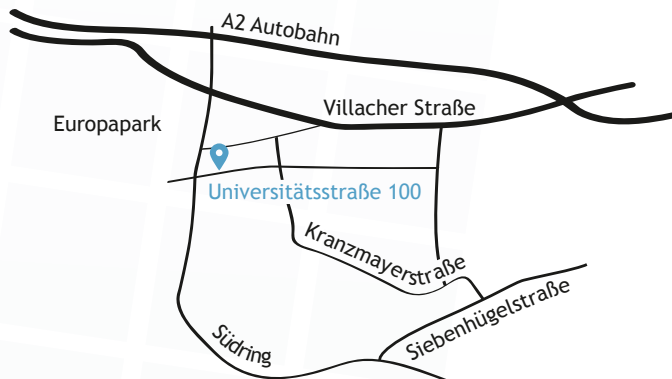 A2 Autobahn
Villacher Straße
Europapark
Universitätsstraße 100
Kranzmayerstraße
Siebenhügelstraße
Südring